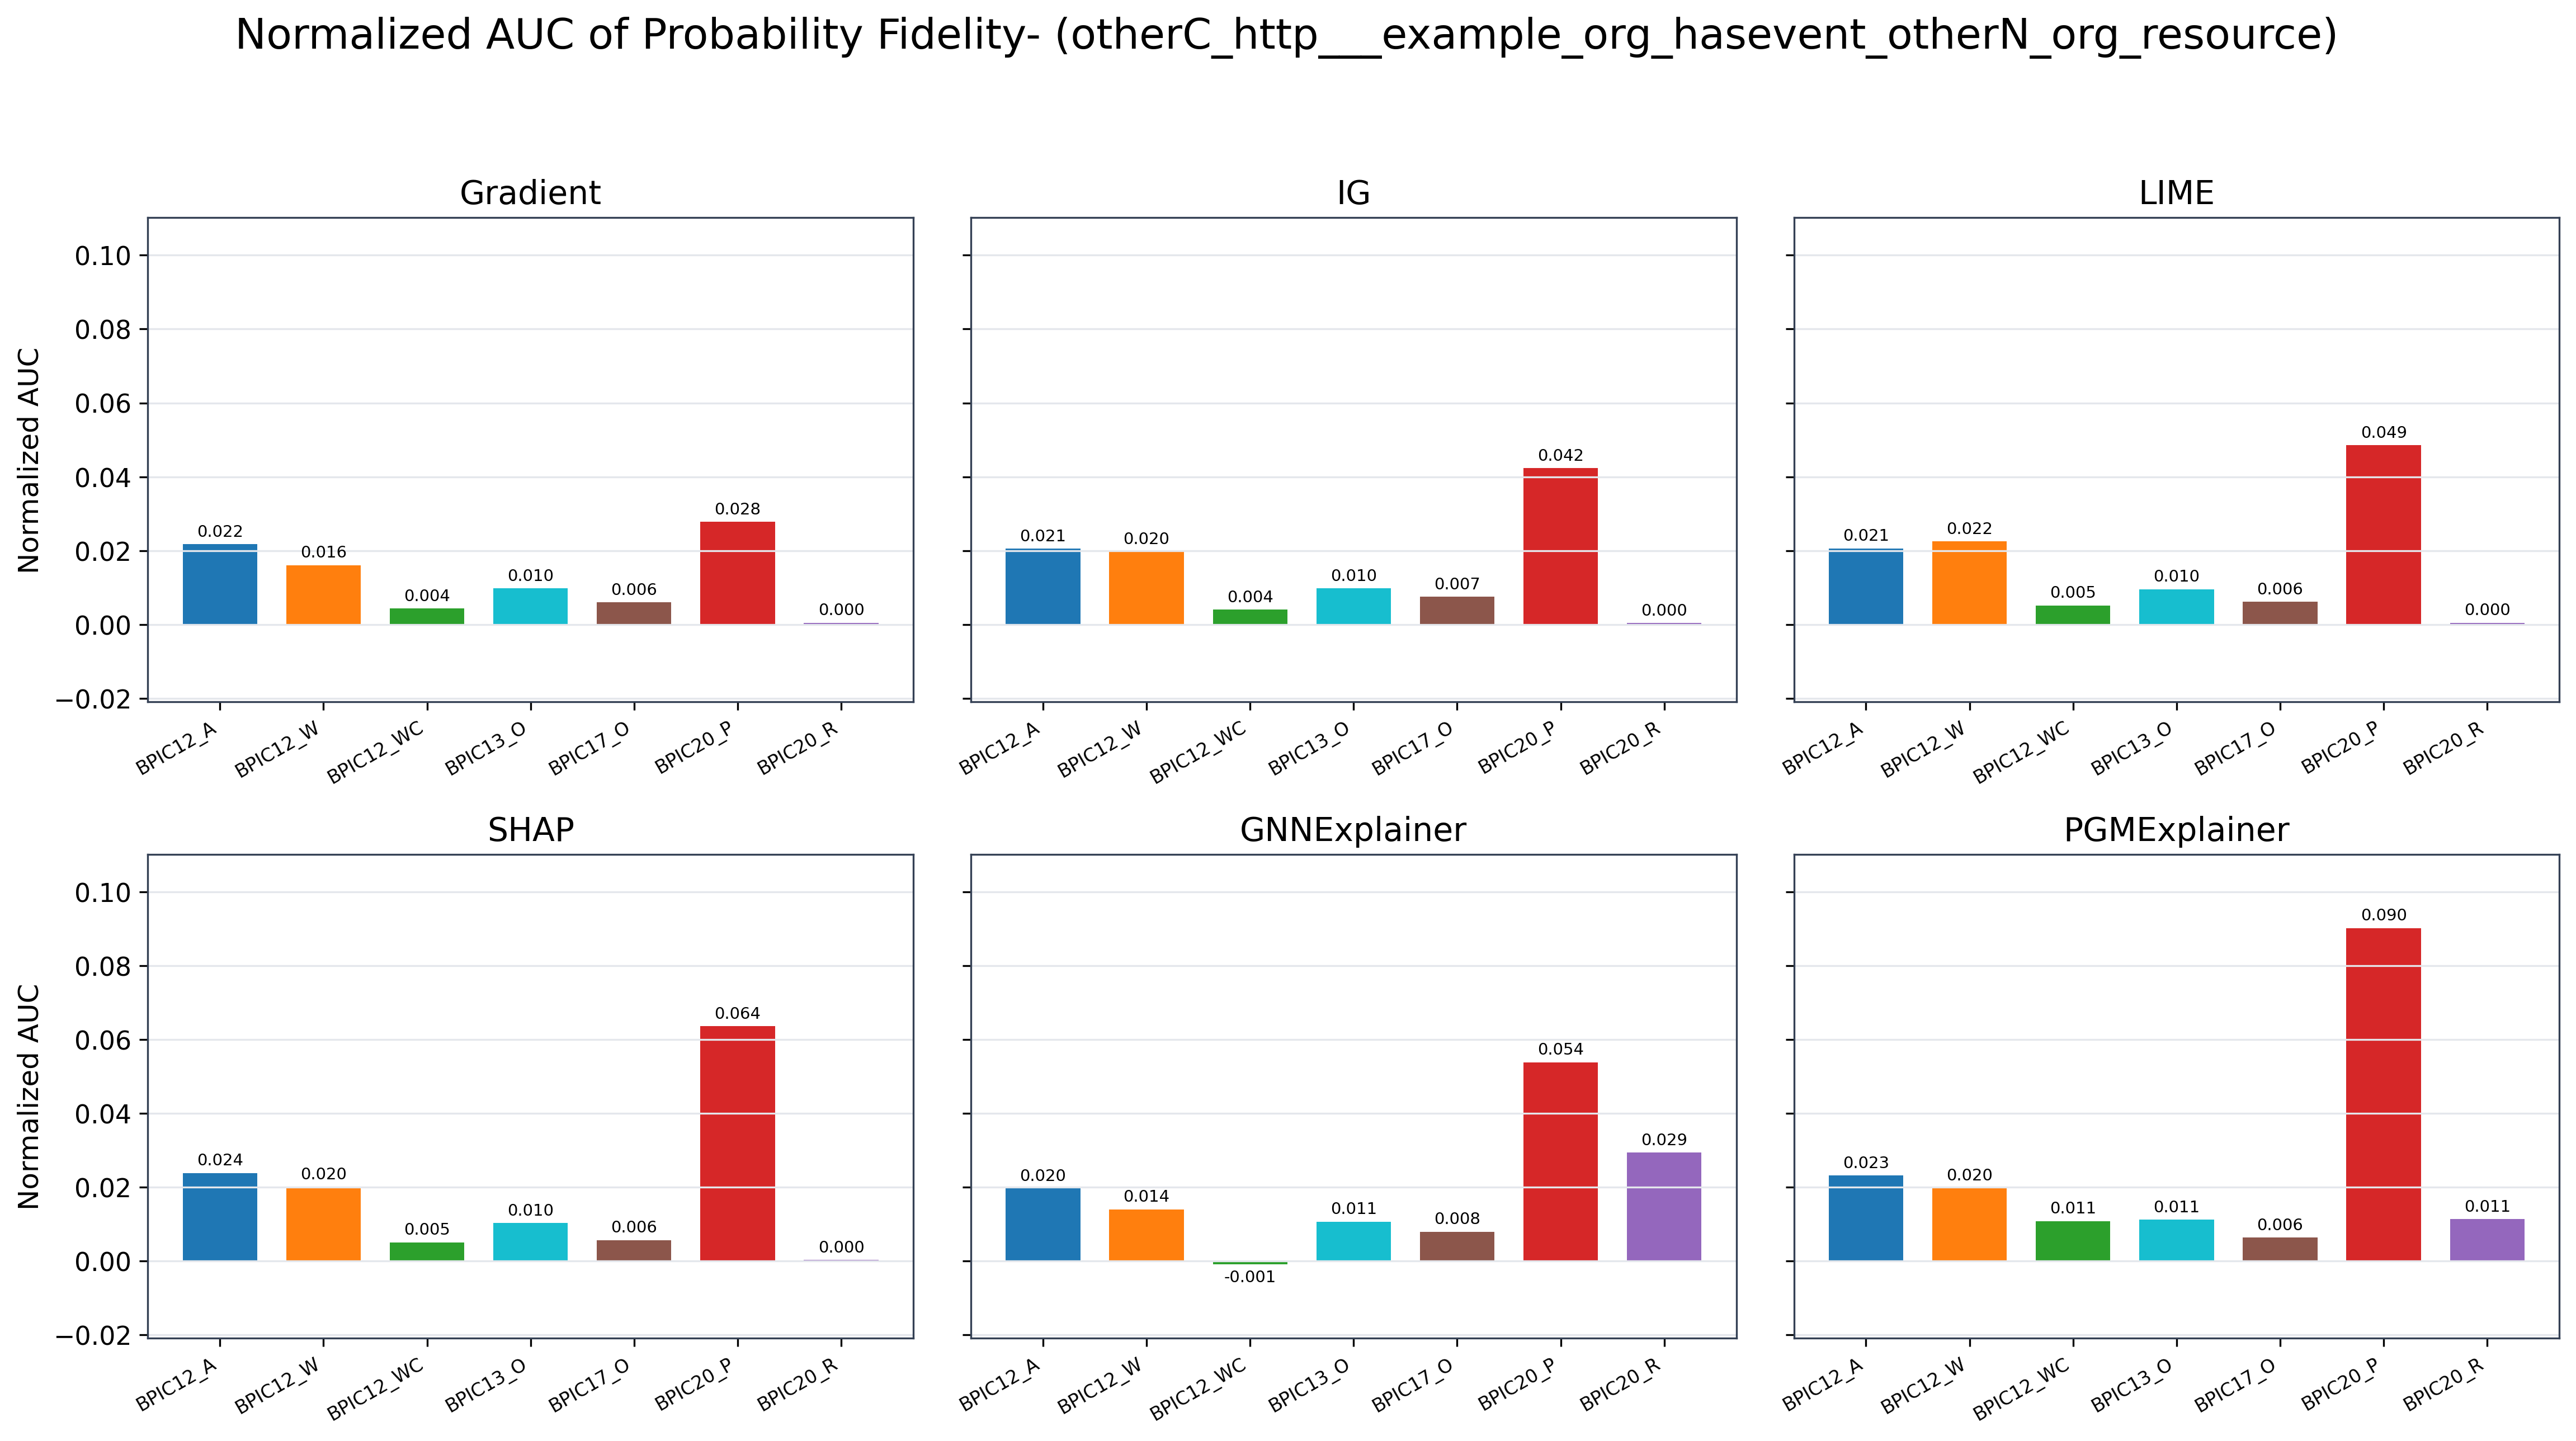 Normalized AUC of Probability Fidelity- (otherC_http___example_org_hasevent_otherN_org_resource)
Gradient
Normalized AUC
0.10
0.08
0.06
0.04
0.02
0.00
−0.02
0.022
0.016
0.004
0.010
0.006
0.028
0.000
BPIC12_A
BPIC12_W
BPIC12_WC
BPIC13_O
BPIC17_O
BPIC20_P
BPIC20_R
IG
0.021
0.020
0.004
0.010
0.007
0.042
0.000
BPIC12_A
BPIC12_W
BPIC12_WC
BPIC13_O
BPIC17_O
BPIC20_P
BPIC20_R
LIME
0.021
0.022
0.005
0.010
0.006
0.049
0.000
BPIC12_A
BPIC12_W
BPIC12_WC
BPIC13_O
BPIC17_O
BPIC20_P
BPIC20_R
SHAP
Normalized AUC
0.10
0.08
0.06
0.04
0.02
0.00
−0.02
0.024
0.020
0.005
0.010
0.006
0.064
0.000
BPIC12_A
BPIC12_W
BPIC12_WC
BPIC13_O
BPIC17_O
BPIC20_P
BPIC20_R
GNNExplainer
0.020
0.014
-0.001
0.011
0.008
0.054
0.029
BPIC12_A
BPIC12_W
BPIC12_WC
BPIC13_O
BPIC17_O
BPIC20_P
BPIC20_R
PGMExplainer
0.023
0.020
0.011
0.011
0.006
0.090
0.011
BPIC12_A
BPIC12_W
BPIC12_WC
BPIC13_O
BPIC17_O
BPIC20_P
BPIC20_R